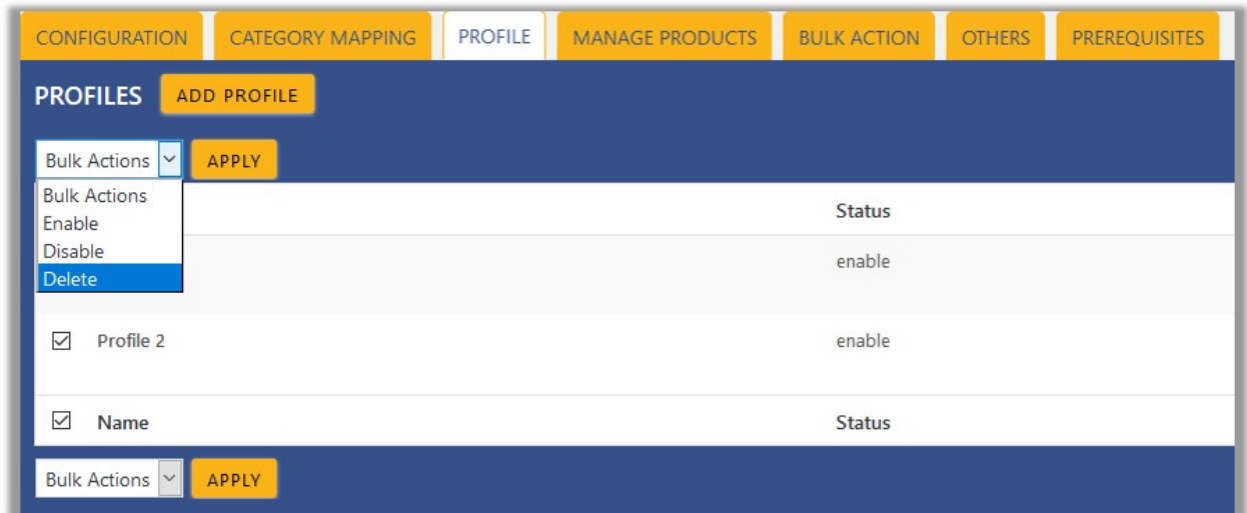 CONFIGURATION CATEGORY MAPPING PROFILE MANAGE PRODUCTS BULK ACTION OTHERS PREREQUISITES
PROFILES ADD PROFILE
Bulk Actions APPLY
Bulk Actions
Enable
Disable
Delete
Status
enable
Profile 2 enable
Name Status
Bulk Actions APPLY